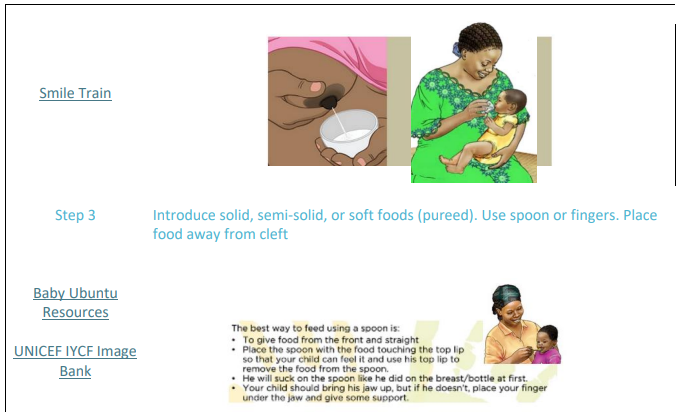 Smile Train
Step 3
Introduce solid, semi-solid, or soft foods (pureed). Use spoon or fingers. Place
food away from cleft
Baby Ubuntu
Resources
UNICEF IYCF Image
Bank
The best way to feed using a spoon is:
• To give food from the front and straight
• Place the spoon with the food touching the top lip
so that your child can feel it and use his top lip to
remove the food from the spoon.
• He will suck on the spoon like he did on the breast/bottle at first.
• Your child should bring his jaw up, but if he doesn't, place your finger
under the jaw and give some support.